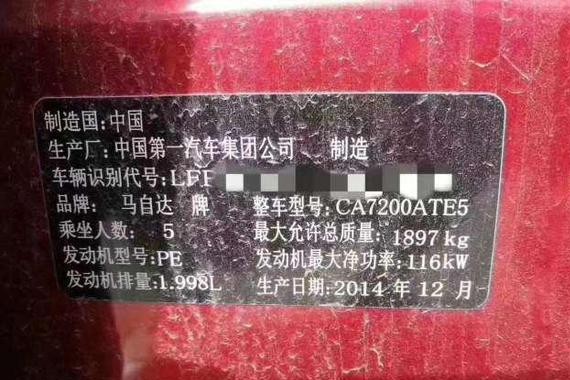 制造国:中国
生产厂:中国第一汽车集团公司 制造
车辆识别代号:LFP
品牌: 马自达 牌 整车型号:CA7200ATE5
乘坐人数: 5 最大允许总质量: 1897 kg
发动机型号:PE 发动机最大净功率:116kW
发动机排量:1.998L 生产日期:2014 年 12 月